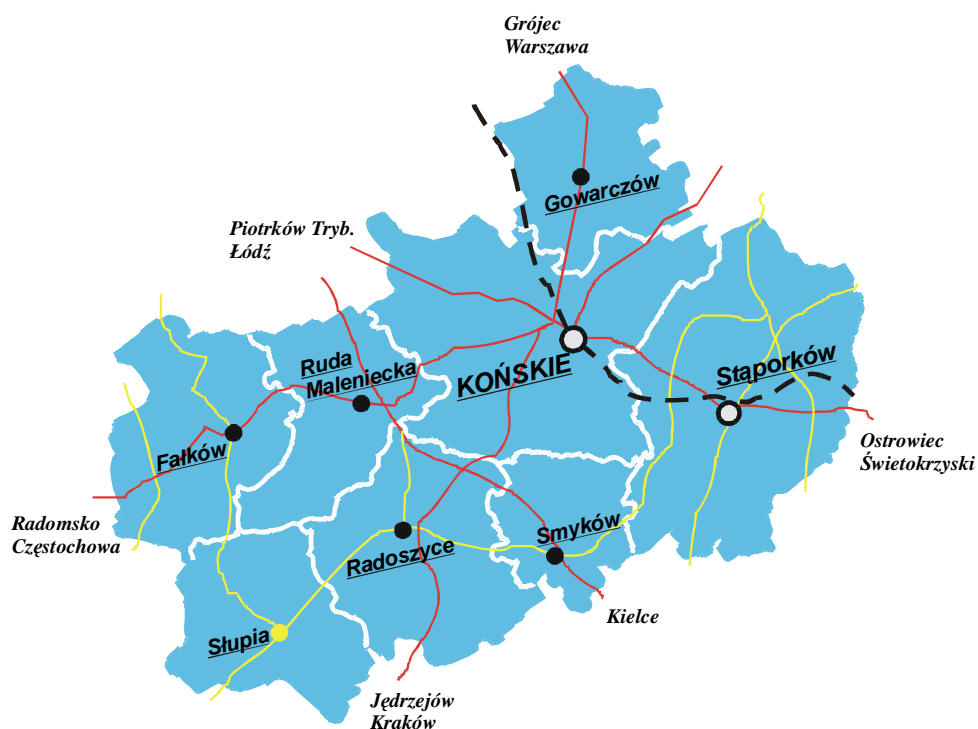 Grójec
Warszawa
Gowarczów
Piotrków Tryb.
Łódź
Ruda
Maleniecka
KOŃSKIE
Stąporków
Fałków
Ostrowiec
Świetokrzyski
Radomsko
Częstochowa
Radoszyce
Smyków
Kielce
Słupia
Jędrzejów
Kraków